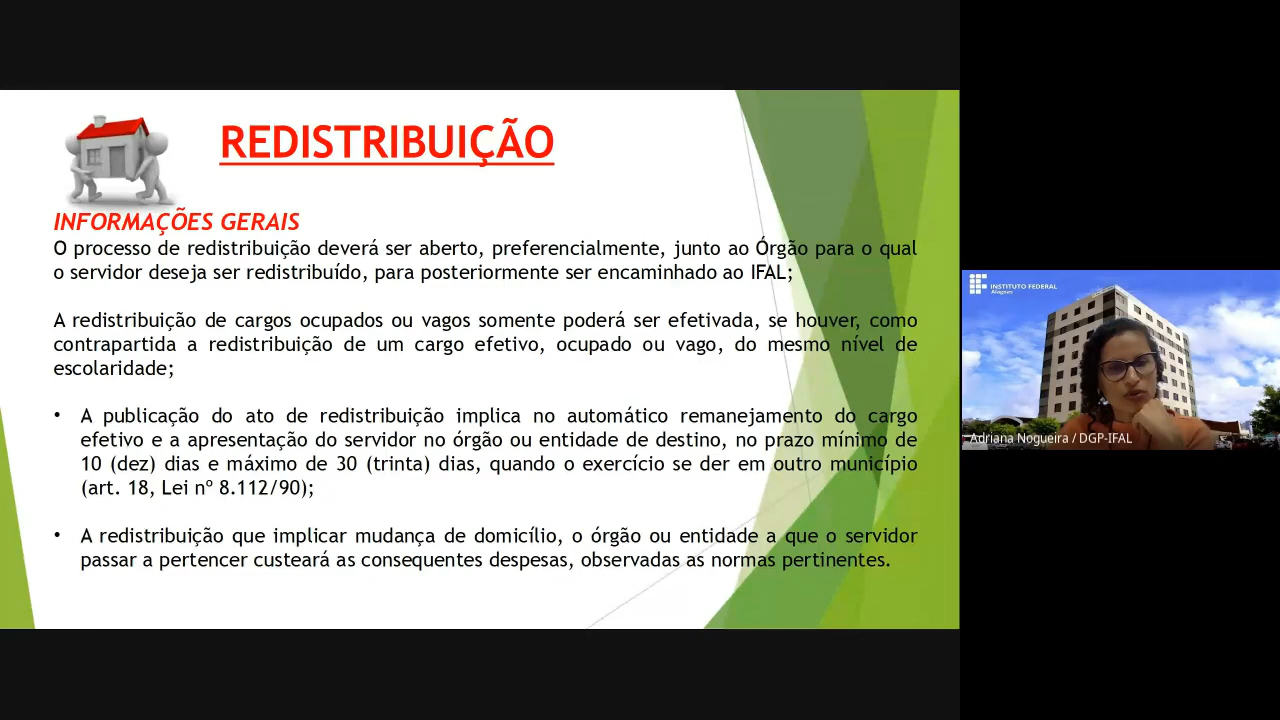 REDISTRIBUIÇÃO
INFORMAÇÕES GERAIS
O processo de redistribuição deverá ser aberto, preferencialmente, junto ao Órgão para o qual
o servidor deseja ser redistribuído, para posteriormente ser encaminhado ao IFAL;
A redistribuição de cargos ocupados ou vagos somente poderá ser efetivada, se houver, como
contrapartida a redistribuição de um cargo efetivo, ocupado ou vago, do mesmo nível de
escolaridade;
• A publicação do ato de redistribuição implica no automático remanejamento do cargo
efetivo e a apresentação do servidor no órgão ou entidade de destino, no prazo mínimo de
10 (dez) dias e máximo de 30 (trinta) dias, quando o exercício se der em outro município
(art. 18, Lei nº 8.112/90);
• A redistribuição que implicar mudança de domicílio, o órgão ou entidade a que o servidor
passar a pertencer custeará as consequentes despesas, observadas as normas pertinentes.
INSTITUTO FEDERAL
Alagoas
Adriana Nogueira / DGP-IFAL